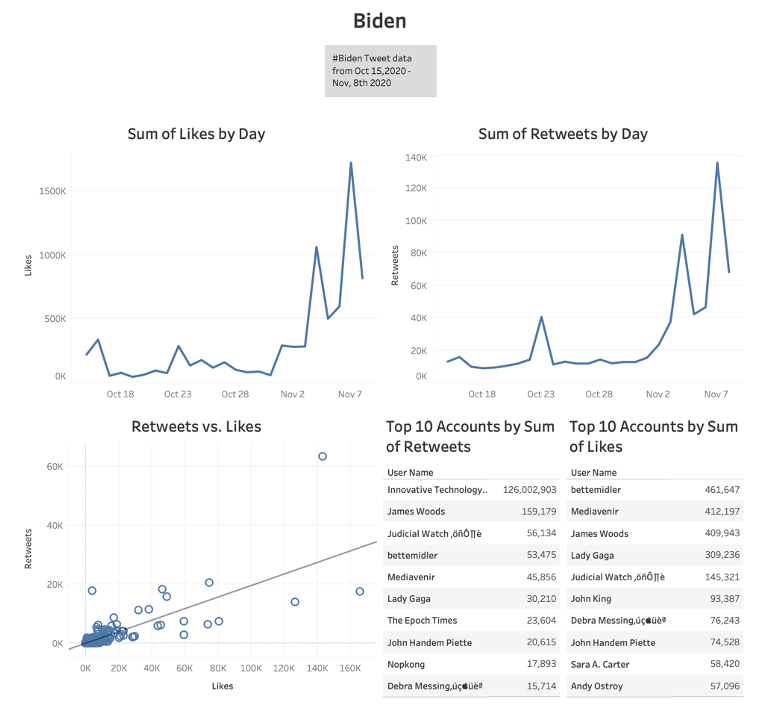 Biden
#Biden Tweet data
from Oct 15,2020 -
Nov, 8th 2020
Sum of Likes by Day
1500K
1000K
500K
0K
Likes
Oct 18
Oct 23
Oct 28
Nov 2
Nov 7
Sum of Retweets by Day
140K
120K
100K
80K
60K
40K
20K
0K
Retweets
Oct 18
Oct 23
Oct 28
Nov 2
Nov 7
Retweets vs. Likes
60K
40K
20K
0K
Retweets
0K
20K
40K
60K
80K
100K
120K
140K
160K
Likes
Top 10 Accounts by Sum
of Retweets
User Name
Innovative Technology.. 126,002,903
James Woods 159,179
Judicial Watch 56,134
bettemidler 53,475
Mediavenir 45,856
Lady Gaga 30,210
The Epoch Times 23,604
John Handem Piette 20,615
Nopkong 17,893
Debra Messing 15,714
Top 10 Accounts by Sum
of Likes
User Name
bettemidler 461,647
Mediavenir 412,197
James Woods 409,943
Lady Gaga 309,236
Judicial Watch 145,321
John King 93,387
Debra Messing 76,243
John Handem Piette 74,528
Sara A. Carter 58,420
Andy Ostroy 57,096